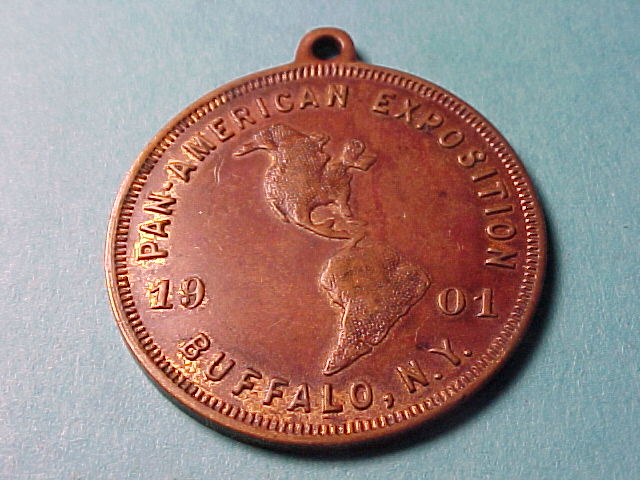 PAN-AMERICAN EXPOSITION
19 01
BUFFALO, N.Y.